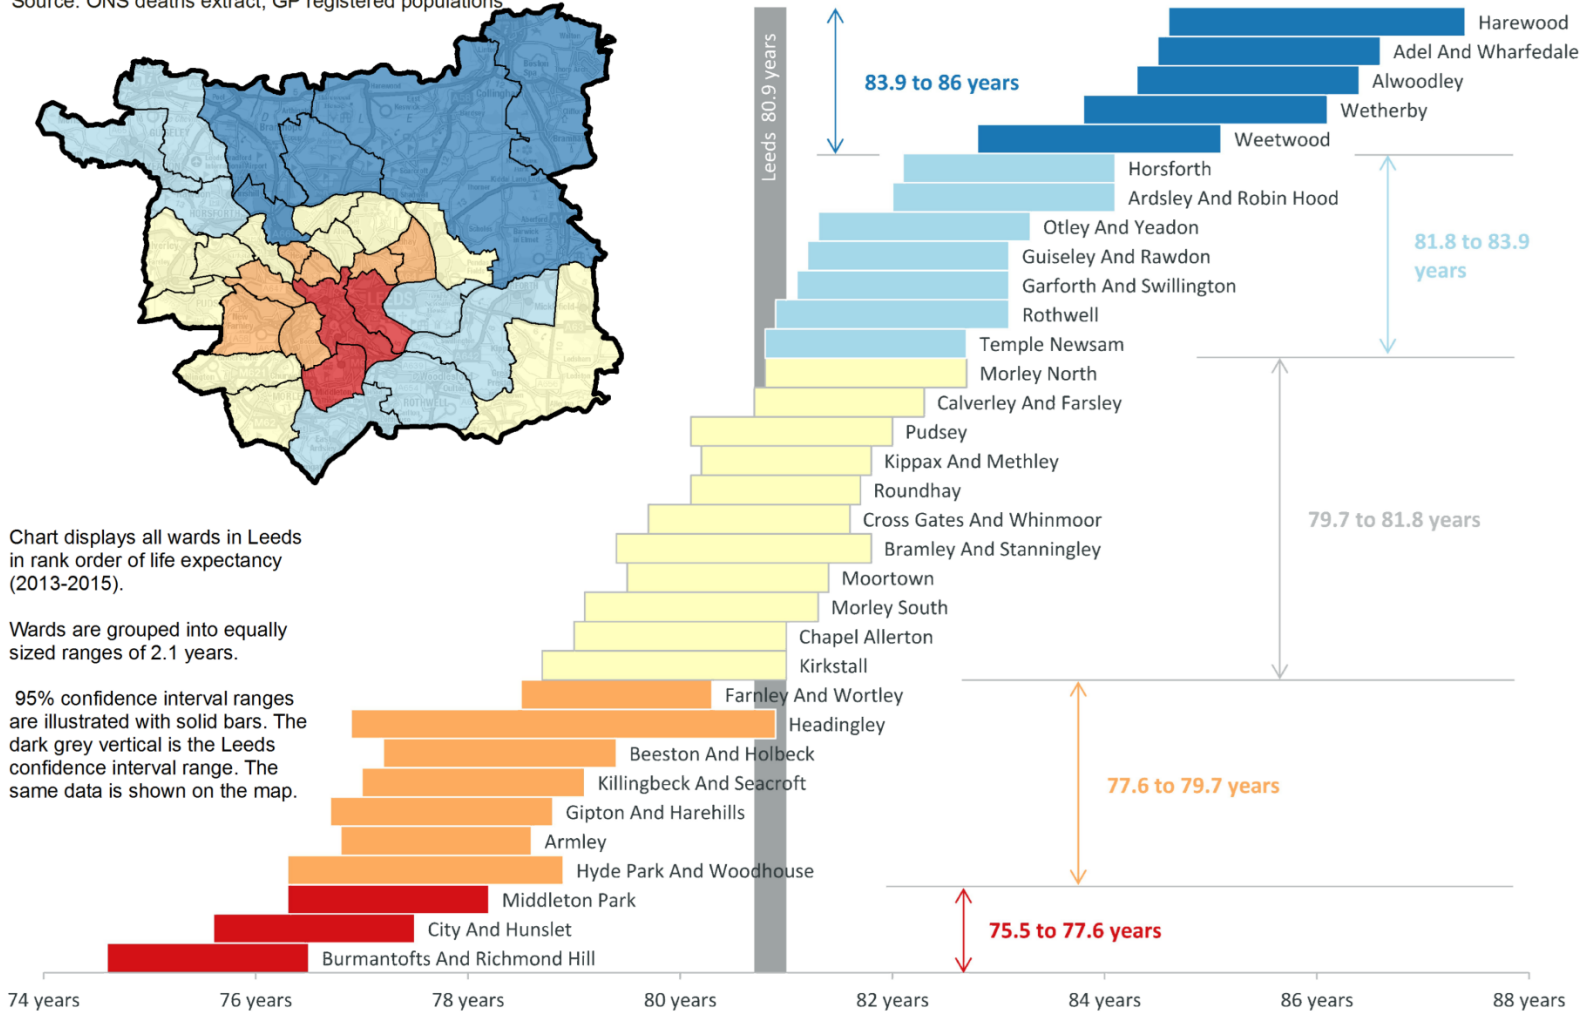 Source: ONS deaths extract, GP registered populations
Leeds 80.9 years
83.9 to 86 years
Harewood
Adel And Wharfedale
Alwoodley
Wetherby
Weetwood
Horsforth
Ardsley And Robin Hood
Otley And Yeadon
Guiseley And Rawdon
Garforth And Swillington
Rothwell
Temple Newsam
81.8 to 83.9
years
Morley North
Calverley And Farsley
Pudsey
Kippax And Methley
Roundhay
Cross Gates And Whinmoor
Bramley And Stanningley
Moortown
Morley South
Chapel Allerton
Kirkstall
79.7 to 81.8 years
Farnley And Wortley
Headingley
Beeston And Holbeck
Killingbeck And Seacroft
Gipton And Harehills
Armley
Hyde Park And Woodhouse
77.6 to 79.7 years
Middleton Park
City And Hunslet
Burmantofts And Richmond Hill
75.5 to 77.6 years
Chart displays all wards in Leeds
in rank order of life expectancy
(2013-2015).
Wards are grouped into equally
sized ranges of 2.1 years.
95% confidence interval ranges
are illustrated with solid bars. The
dark grey vertical is the Leeds
confidence interval range. The
same data is shown on the map.
74 years
76 years
78 years
80 years
82 years
84 years
86 years
88 years
GUISELEY
HORSFORTH
LEEDS
ROTHWELL